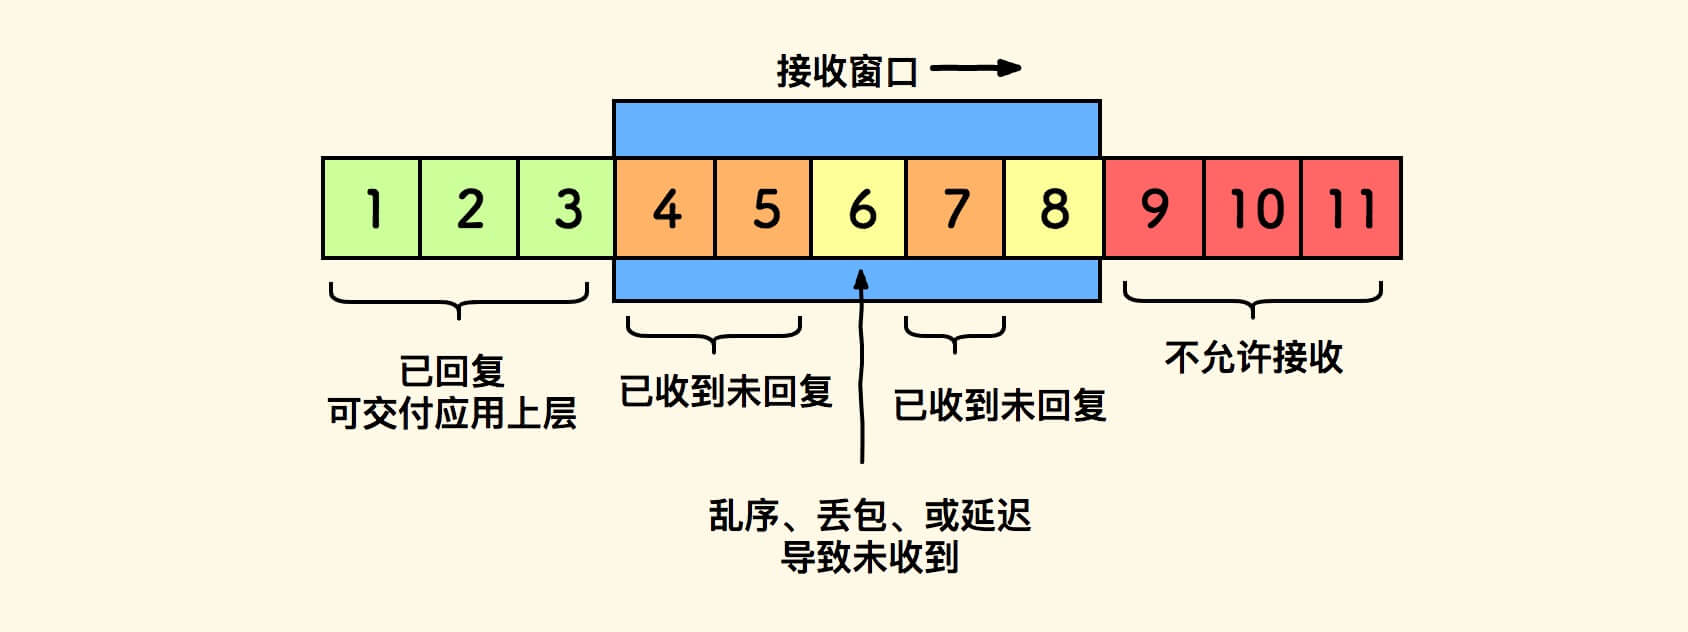 接收窗口
1 2 3 4 5 6 7 8 9 10 11
已回复
可交付应用上层
已收到未回复
已收到未回复
不允许接收
乱序、丢包、或延迟
导致未收到